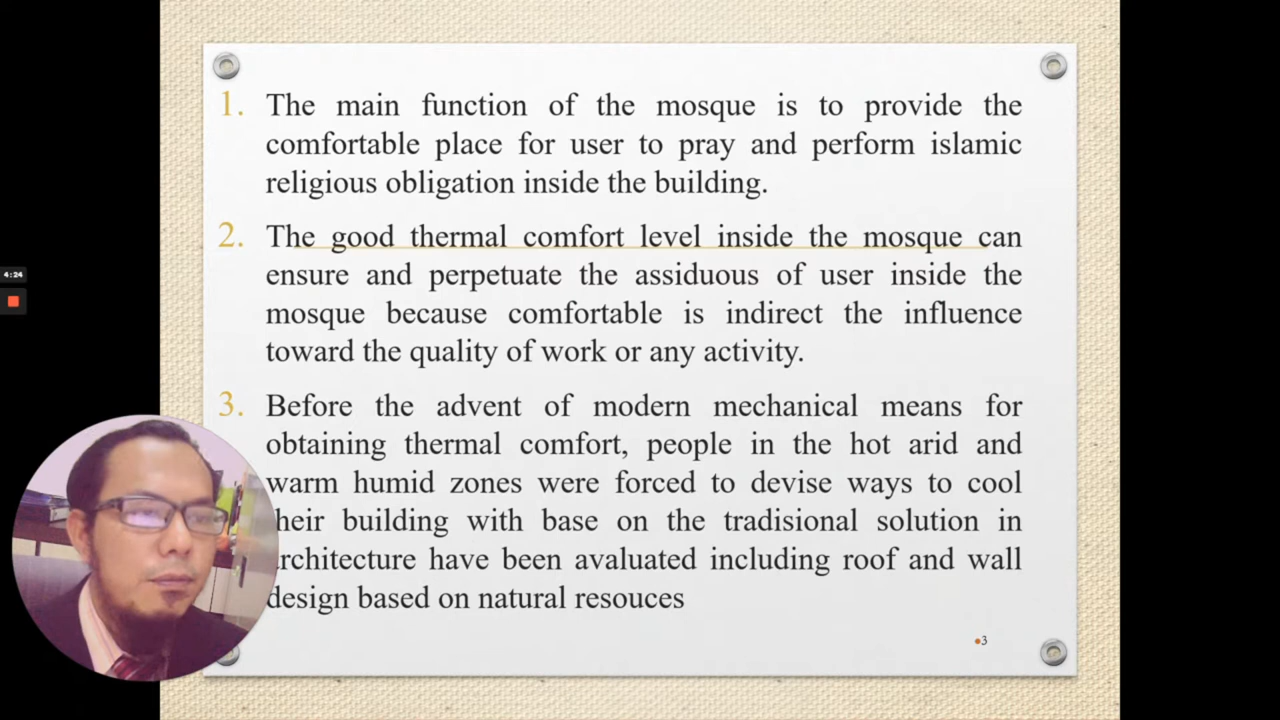 1. The main function of the mosque is to provide the
comfortable place for user to pray and perform islamic
religious obligation inside the building.
2. The good thermal comfort level inside the mosque can
ensure and perpetuate the assiduous of user inside the
mosque because comfortable is indirect the influence
toward the quality of work or any activity.
3. Before the advent of modern mechanical means for
obtaining thermal comfort, people in the hot arid and
warm humid zones were forced to devise ways to cool
their building with base on the tradisional solution in
architecture have been avaluated including roof and wall
design based on natural resouces
4:24
3